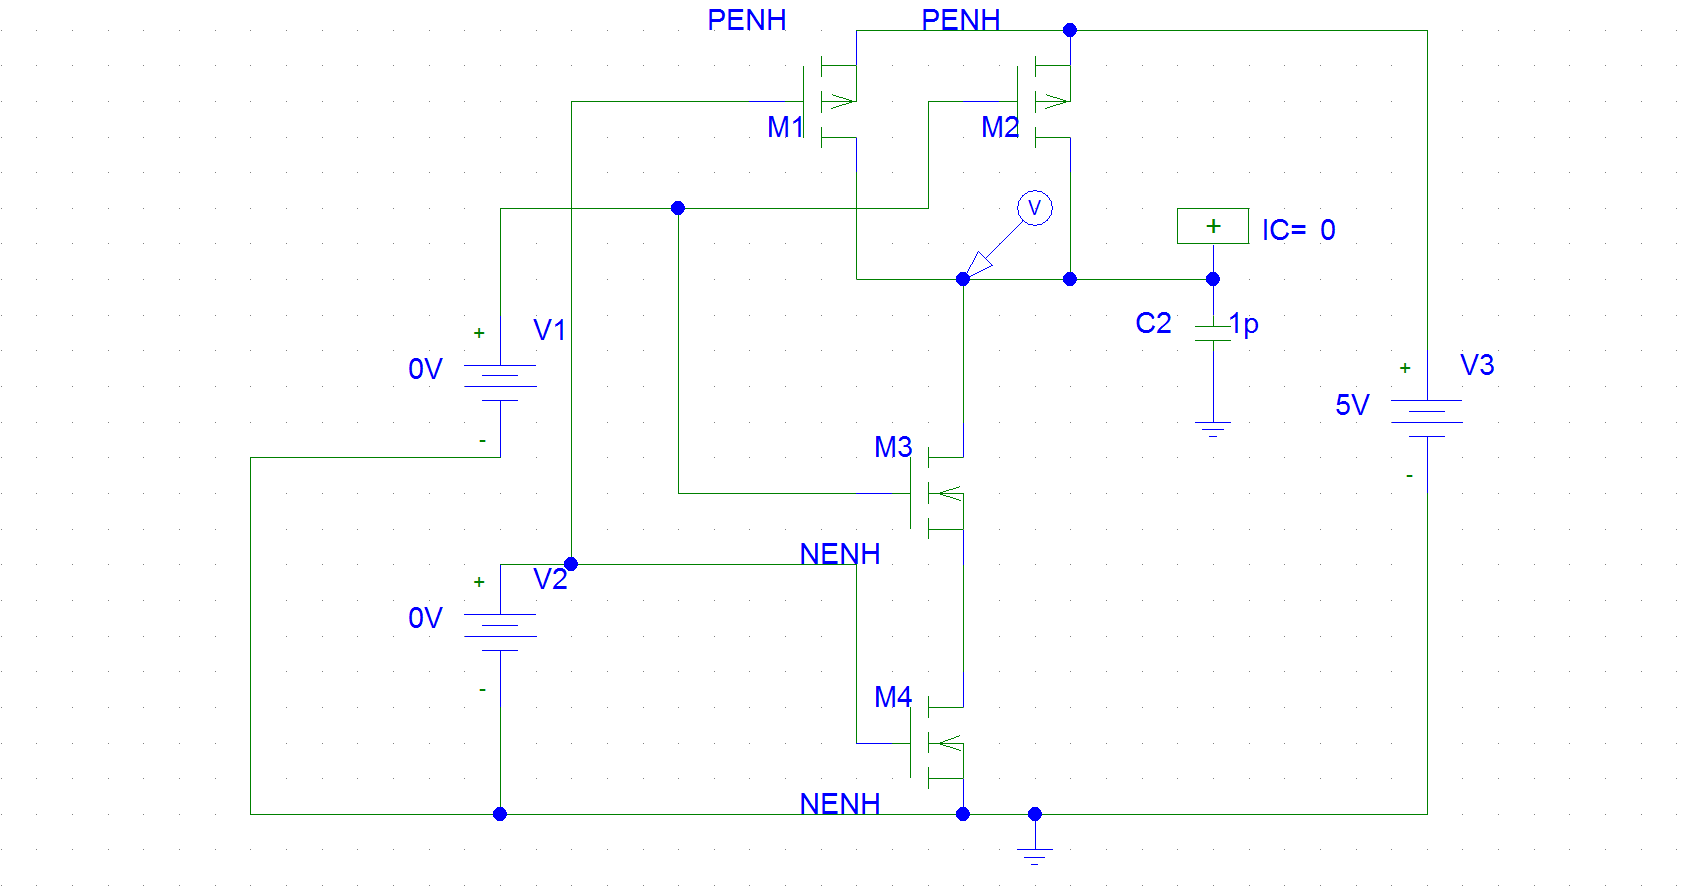 PENH
PENH
M1
M2
V
+
IC= 0
C2
1p
+
V1
0V
-
+
V3
5V
-
M3
NENH
+
V2
0V
-
M4
NENH